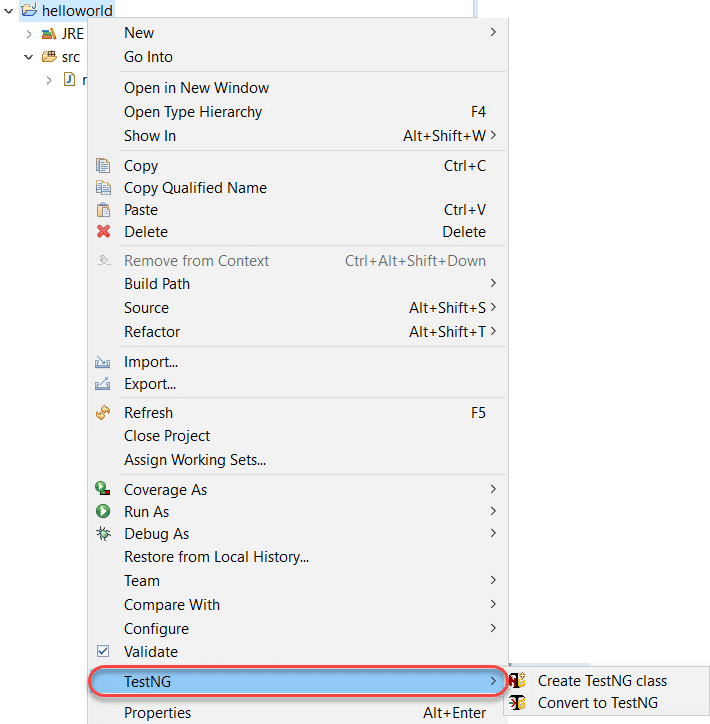 helloworld
JRE
src
New
Go Into
Open in New Window
Open Type Hierarchy F4
Show In Alt+Shift+W
Copy Ctrl+C
Copy Qualified Name
Paste Ctrl+V
Delete Delete
Remove from Context Ctrl+Alt+Shift+Down
Build Path
Source Alt+Shift+S
Refactor Alt+Shift+T
Import...
Export...
Refresh F5
Close Project
Assign Working Sets...
Coverage As
Run As
Debug As
Restore from Local History...
Team
Compare With
Configure
Validate
TestNG
Create TestNG class
Convert to TestNG
Properties Alt+Enter